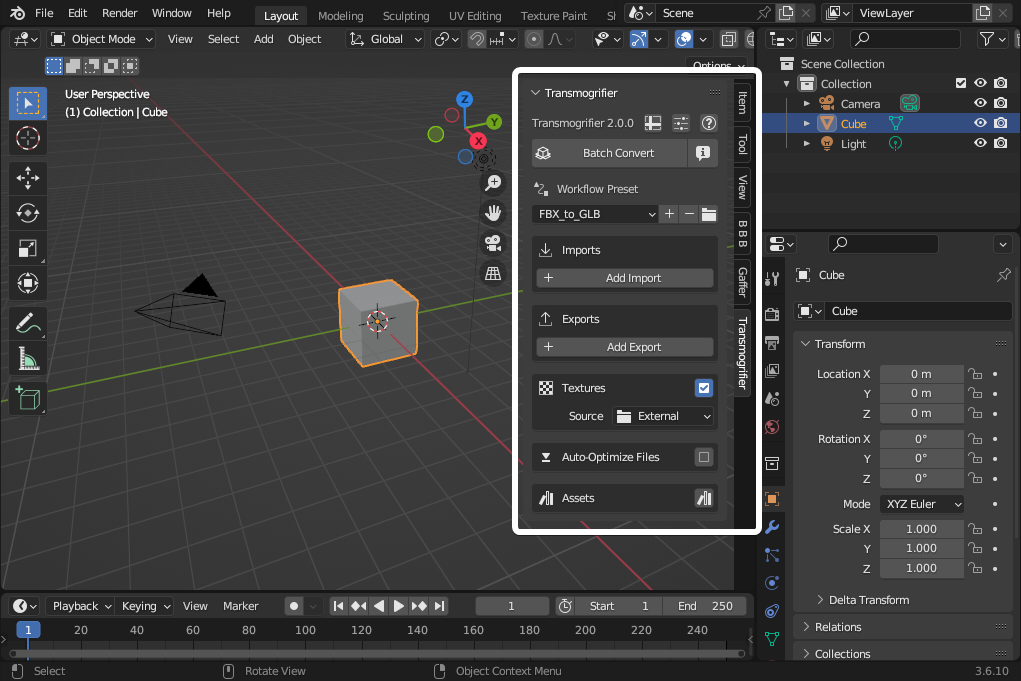 File Edit Render Window Help Layout Modeling Sculpting UV Editing Texture Paint Sl Scene ViewLayer
Object Mode View Select Add Object Global
Options
User Perspective
(1) Collection | Cube
Z
Y
X
Transmogrifier
Transmogrifier 2.0.0
Batch Convert
Workflow Preset
FBX_to_GLB
Imports
Add Import
Exports
Add Export
Textures
Source External
Auto-Optimize Files
Assets
Item
Tool
View
B B B
Gaffer
Transmogrifier
Scene Collection
Collection
Camera
Cube
Light
Cube
Cube
Transform
Location X 0 m
Y 0 m
Z 0 m
Rotation X 0°
Y 0°
Z 0°
Mode XYZ Euler
Scale X 1.000
Y 1.000
Z 1.000
Delta Transform
Relations
Collections
Playback Keying View Marker 1 Start 1 End 250
1 20 40 60 80 100 120 140 160 180 200 220 240
Select Rotate View Object Context Menu 3.6.10